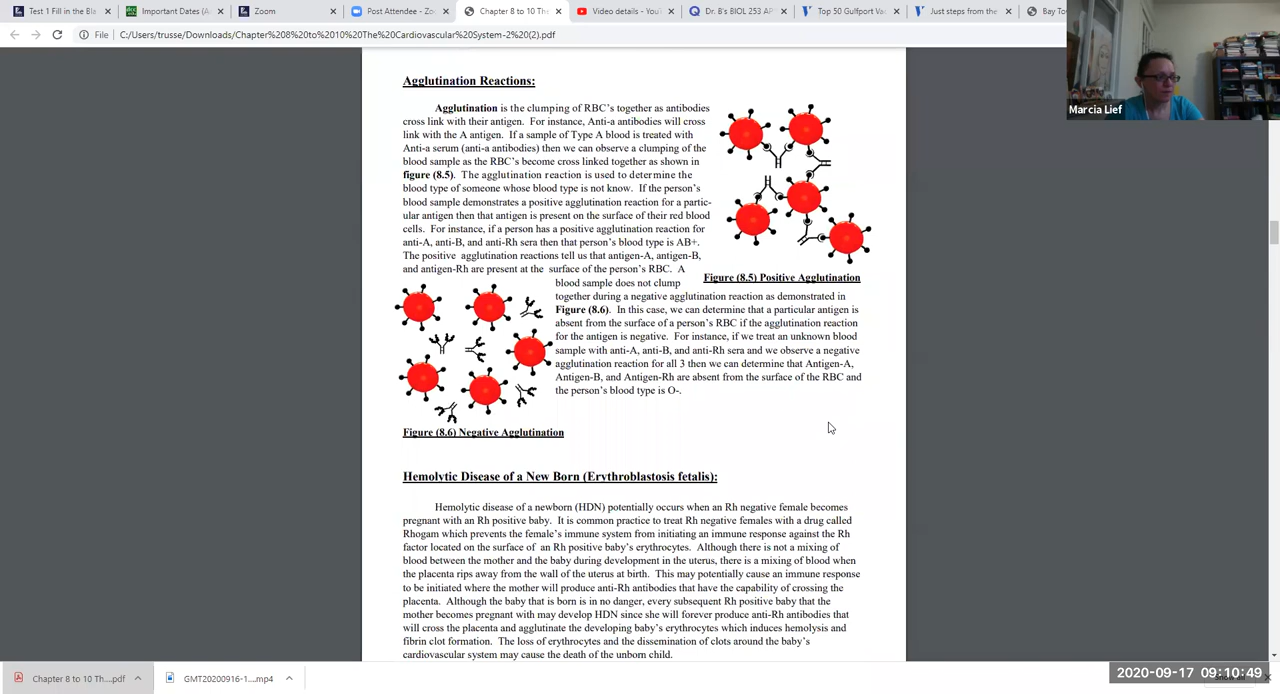 Test 1 Fill in the Bla
Important Dates (A
Zoom
Post Attendee - Zo
Chapter 8 to 10 The
Video details - You
Dr. B's BIOL 253 AP
Top 50 Gulfport Va
Just steps from the
Bay To
File
C:/Users/trusse/Downloads/Chapter%208%20to%2010%20The%20Cardiovascular%20System-2%20(2).pdf
Marcia Lief
Agglutination Reactions:
Agglutination is the clumping of RBC's together as antibodies
cross link with their antigen. For instance, Anti-a antibodies will cross
link with the A antigen. If a sample of Type A blood is treated with
Anti-a serum (anti-a antibodies) then we can observe a clumping of the
blood sample as the RBC's become cross linked together as shown in
figure (8.5). The agglutination reaction is used to determine the
blood type of someone whose blood type is not know. If the person's
blood sample demonstrates a positive agglutination reaction for a partic-
ular antigen then that antigen is present on the surface of their red blood
cells. For instance, if a person has a positive agglutination reaction for
anti-A, anti-B, and anti-Rh sera then that person's blood type is AB+.
The positive agglutination reactions tell us that antigen-A, antigen-B,
and antigen-Rh are present at the surface of the person's RBC. A
Figure (8.5) Positive Agglutination
blood sample does not clump
together during a negative agglutination reaction as demonstrated in
Figure (8.6). In this case, we can determine that a particular antigen is
absent from the surface of a person's RBC if the agglutination reaction
for the antigen is negative. For instance, if we treat an unknown blood
sample with anti-A, anti-B, and anti-Rh sera and we observe a negative
agglutination reaction for all 3 then we can determine that Antigen-A,
Antigen-B, and Antigen-Rh are absent from the surface of the RBC and
the person's blood type is O-.
Figure (8.6) Negative Agglutination
Hemolytic Disease of a New Born (Erythroblastosis fetalis):
Hemolytic disease of a newborn (HDN) potentially occurs when an Rh negative female becomes
pregnant with an Rh positive baby. It is common practice to treat Rh negative females with a drug called
Rhogam which prevents the female's immune system from initiating an immune response against the Rh
factor located on the surface of an Rh positive baby's erythrocytes. Although there is not a mixing of
blood between the mother and the baby during development in the uterus, there is a mixing of blood when
the placenta rips away from the wall of the uterus at birth. This may potentially cause an immune response
to be initiated where the mother will produce anti-Rh antibodies that have the capability of crossing the
placenta. Although the baby that is born is in no danger, every subsequent Rh positive baby that the
mother becomes pregnant with may develop HDN since she will forever produce anti-Rh antibodies that
will cross the placenta and agglutinate the developing baby's erythrocytes which induces hemolysis and
fibrin clot formation. The loss of erythrocytes and the dissemination of clots around the baby's
cardiovascular system may cause the death of the unborn child.
Chapter 8 to 10 Th....pdf
GMT20200916-1....mp4
2020-09-17 09:10:49